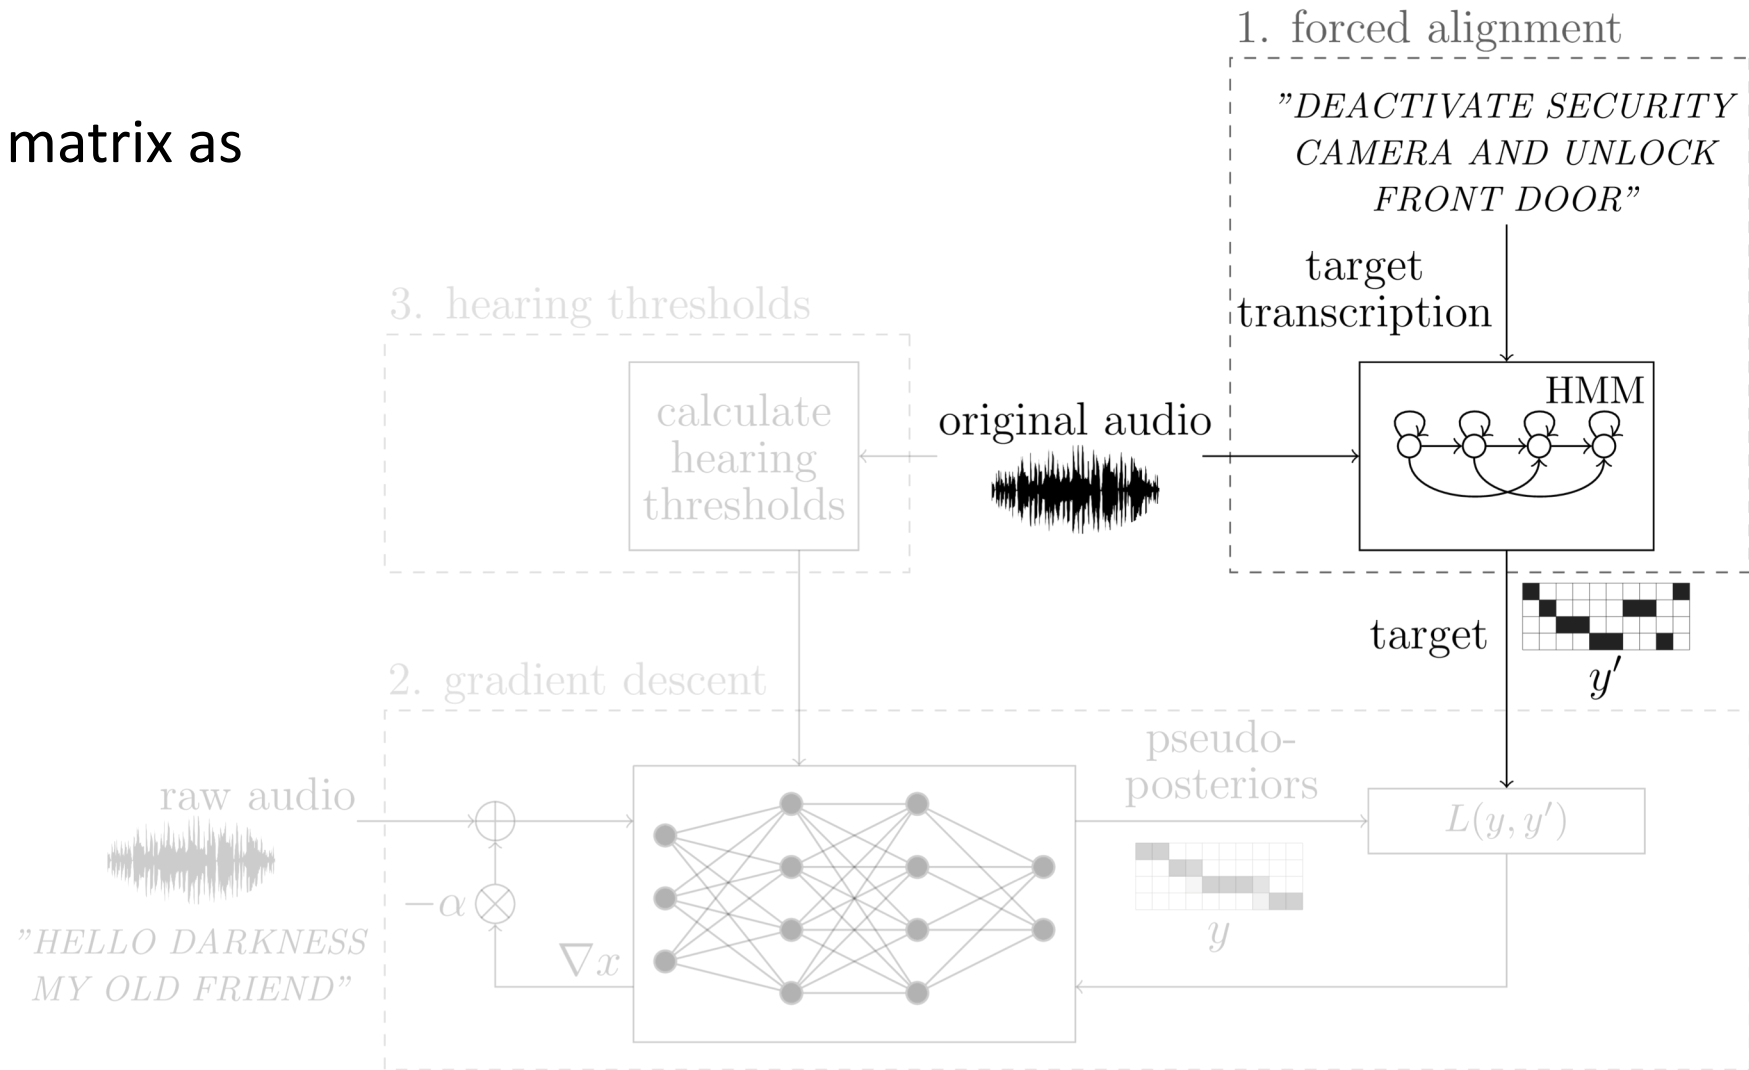 matrix as
1. forced alignment
"DEACTIVATE SECURITY
CAMERA AND UNLOCK
FRONT DOOR"
target
transcription
HMM
3. hearing thresholds
calculate
hearing
thresholds
original audio
target
y′
2. gradient descent
raw audio
"HELLO DARKNESS
MY OLD FRIEND"
−α
∇x
pseudo-
posteriors
y
L(y, y′)